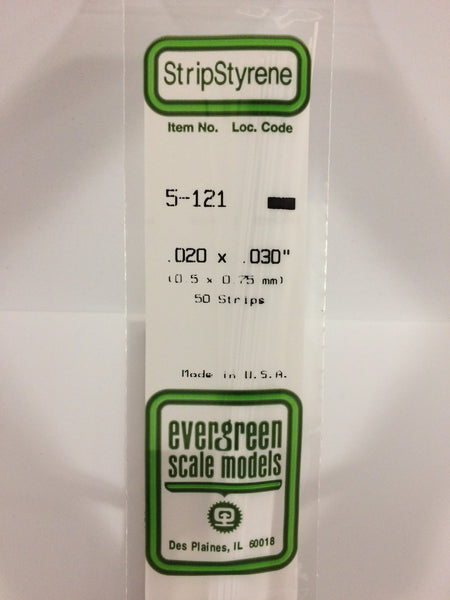 StripStyrene
Item No. Loc. Code
5-121
.020 x .030"
(0.5 x 0.75 mm)
50 Strips
Made in U.S.A.
evergreen
scale models
Des Plaines, IL 60018